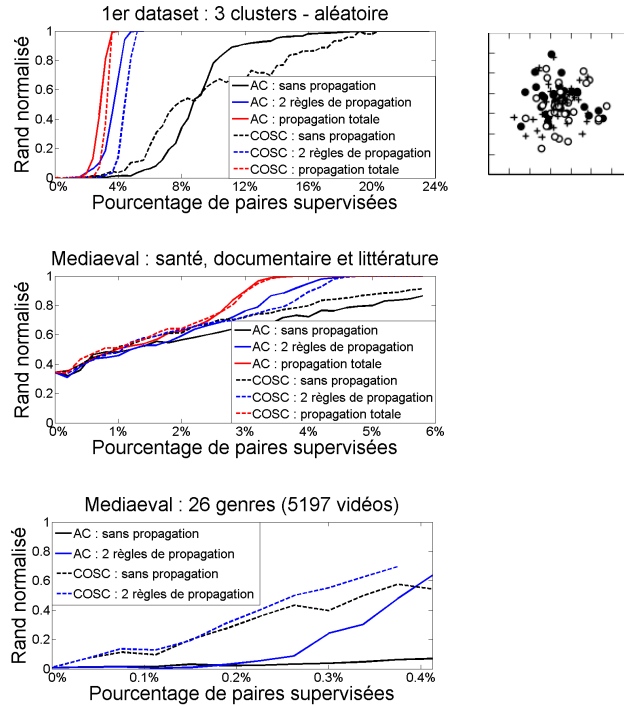 1er dataset : 3 clusters - aléatoire
Rand normalisé
1
0.8
0.6
0.4
0.2
0
AC : sans propagation
AC : 2 règles de propagation
AC : propagation totale
COSC : sans propagation
COSC : 2 règles de propagation
COSC : propagation totale
0% 4% 8% 12% 16% 20% 24%
Pourcentage de paires supervisées
Mediaeval : santé, documentaire et littérature
Rand normalisé
1
0.8
0.6
0.4
0.2
0
AC : sans propagation
AC : 2 règles de propagation
AC : propagation totale
COSC : sans propagation
COSC : 2 règles de propagation
COSC : propagation totale
0% 1% 2% 3% 4% 5% 6%
Pourcentage de paires supervisées
Mediaeval : 26 genres (5197 vidéos)
Rand normalisé
1
0.8
0.6
0.4
0.2
0
AC : sans propagation
AC : 2 règles de propagation
COSC : sans propagation
COSC : 2 règles de propagation
0% 0.1% 0.2% 0.3% 0.4%
Pourcentage de paires supervisées